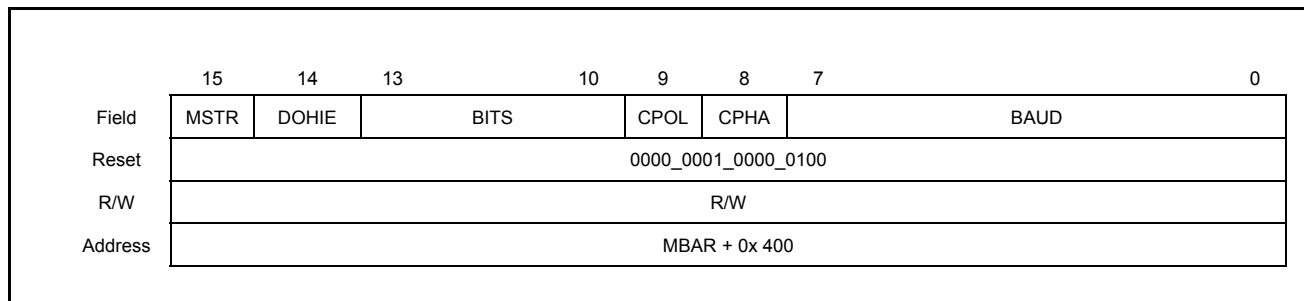 15 14 13 10 9 8 7 0
Field MSTR DOHIE BITS CPOL CPHA BAUD
Reset 0000_0001_0000_0100
R/W R/W
Address MBAR + 0x 400